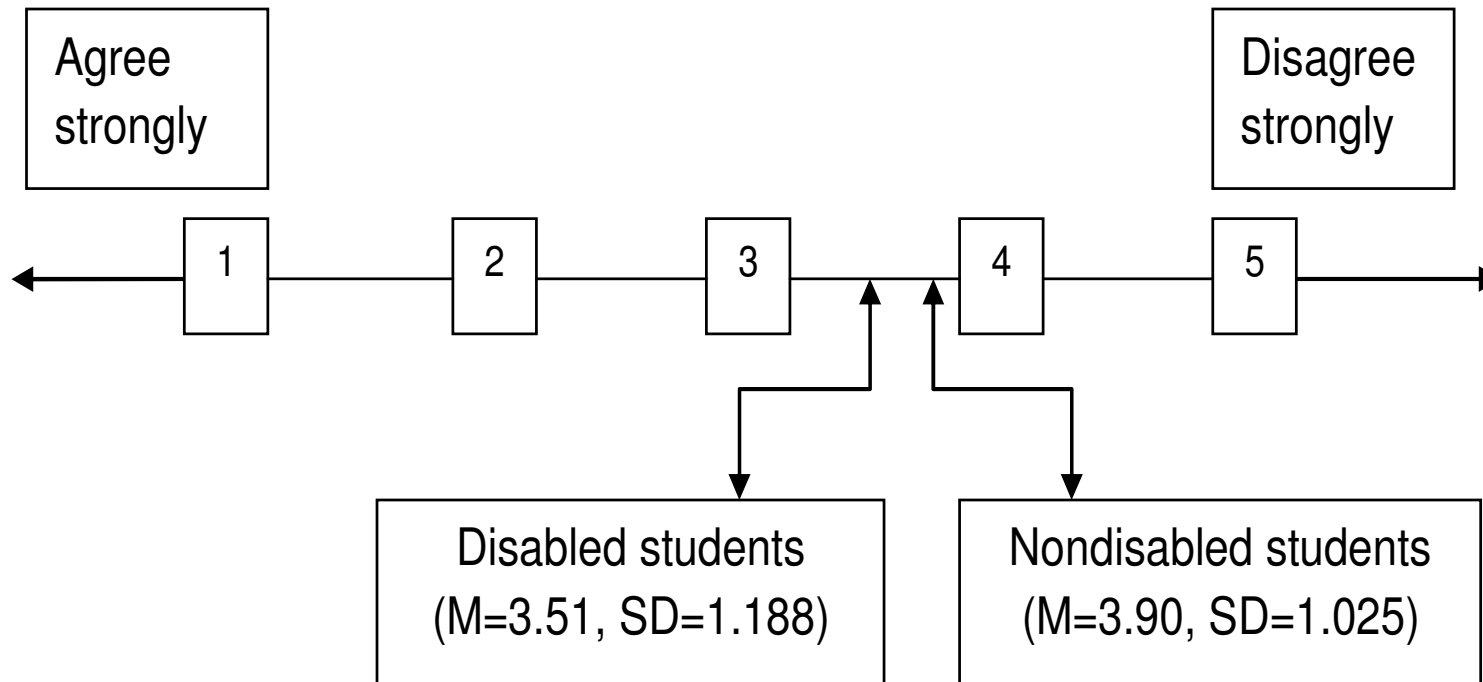 Agree
strongly
Disagree
strongly
1
2
3
4
5
Disabled students
(M=3.51, SD=1.188)
Nondisabled students
(M=3.90, SD=1.025)